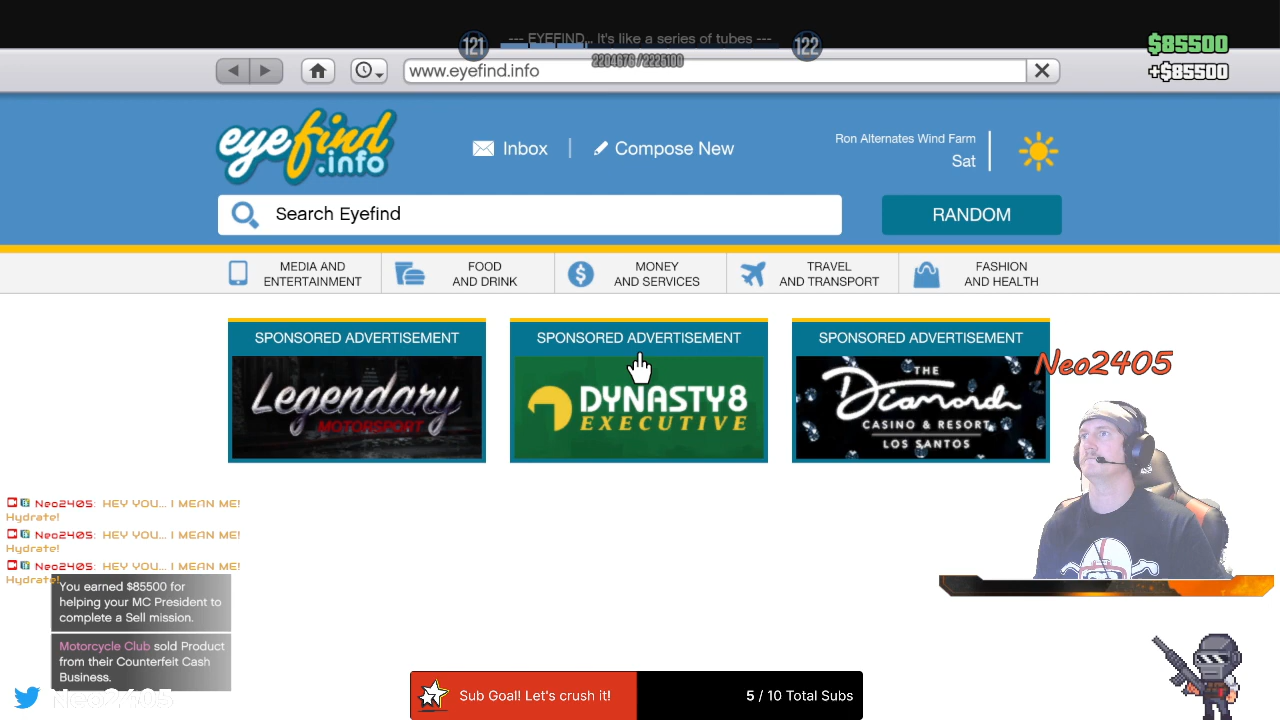 --- EYEFIND... It's like a series of tubes ---
121
122
2204676 / 2225100
$85500
+$85500
www.eyefind.info
eyefind
.info
Inbox
Compose New
Ron Alternates Wind Farm
Sat
Search Eyefind
RANDOM
MEDIA AND
ENTERTAINMENT
FOOD
AND DRINK
MONEY
AND SERVICES
TRAVEL
AND TRANSPORT
FASHION
AND HEALTH
SPONSORED ADVERTISEMENT
Legendary
MOTORSPORT
SPONSORED ADVERTISEMENT
DYNASTY8
EXECUTIVE
SPONSORED ADVERTISEMENT
THE
Diamond
CASINO & RESORT
LOS SANTOS
Neo2405
Neo2405: HEY YOU... I MEAN ME!
Hydrate!
Neo2405: HEY YOU... I MEAN ME!
Hydrate!
Neo2405: HEY YOU... I MEAN ME!
Hydrate!
You earned $85500 for
helping your MC President to
complete a Sell mission.
Motorcycle Club sold Product
from their Counterfeit Cash
Business.
Neo2405
Sub Goal! Let's crush it!
5 / 10 Total Subs